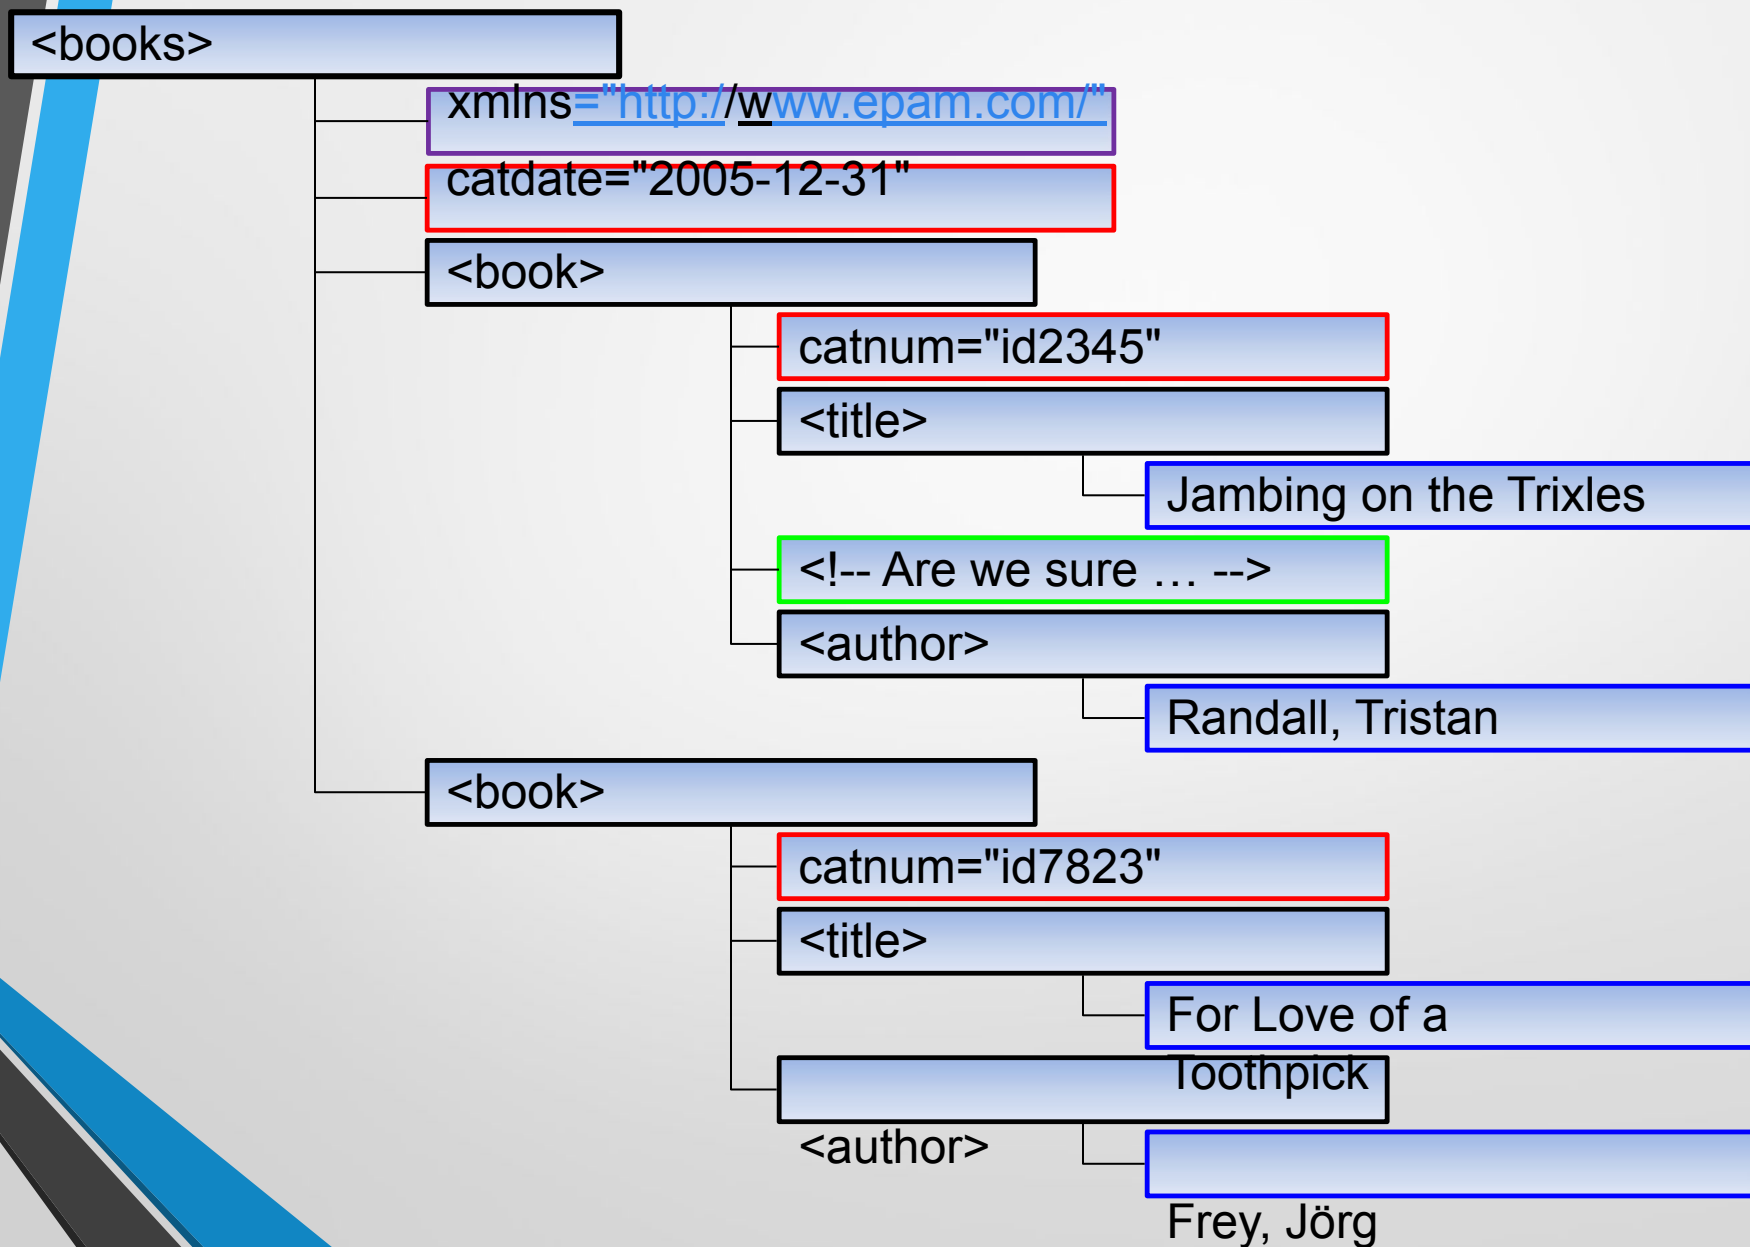 <books>
xmlns="http://www.epam.com/"
catdate="2005-12-31"
<book>
catnum="id2345"
<title>
Jambing on the Trixles
<!-- Are we sure … -->
<author>
Randall, Tristan
<book>
catnum="id7823"
<title>
For Love of a
Toothpick
<author>
Frey, Jörg